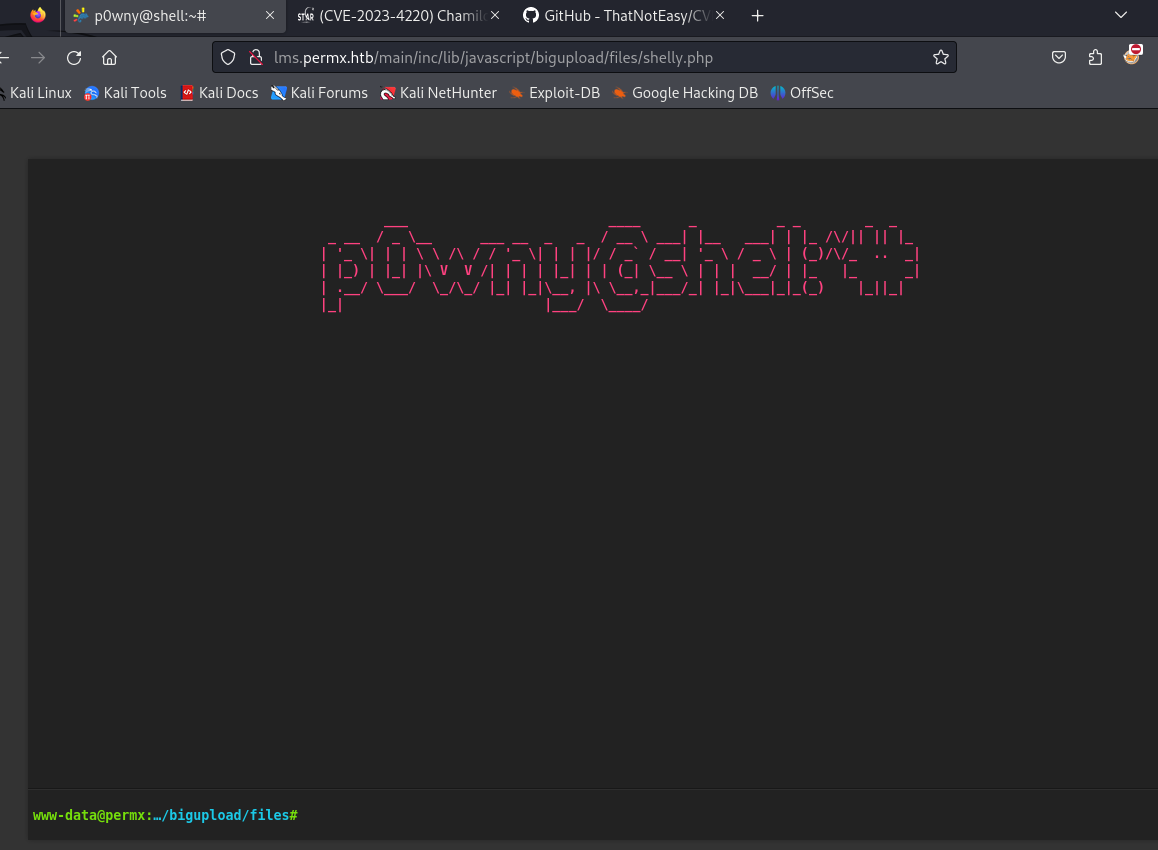 p0wny@shell:~#
(CVE-2023-4220) Chamilo
GitHub - ThatNotEasy/CV
lms.permx.htb/main/inc/lib/javascript/bigupload/files/shelly.php
Kali Linux Kali Tools Kali Docs Kali Forums Kali NetHunter Exploit-DB Google Hacking DB OffSec
p0wny@shell:~#
www-data@permx:…/bigupload/files#